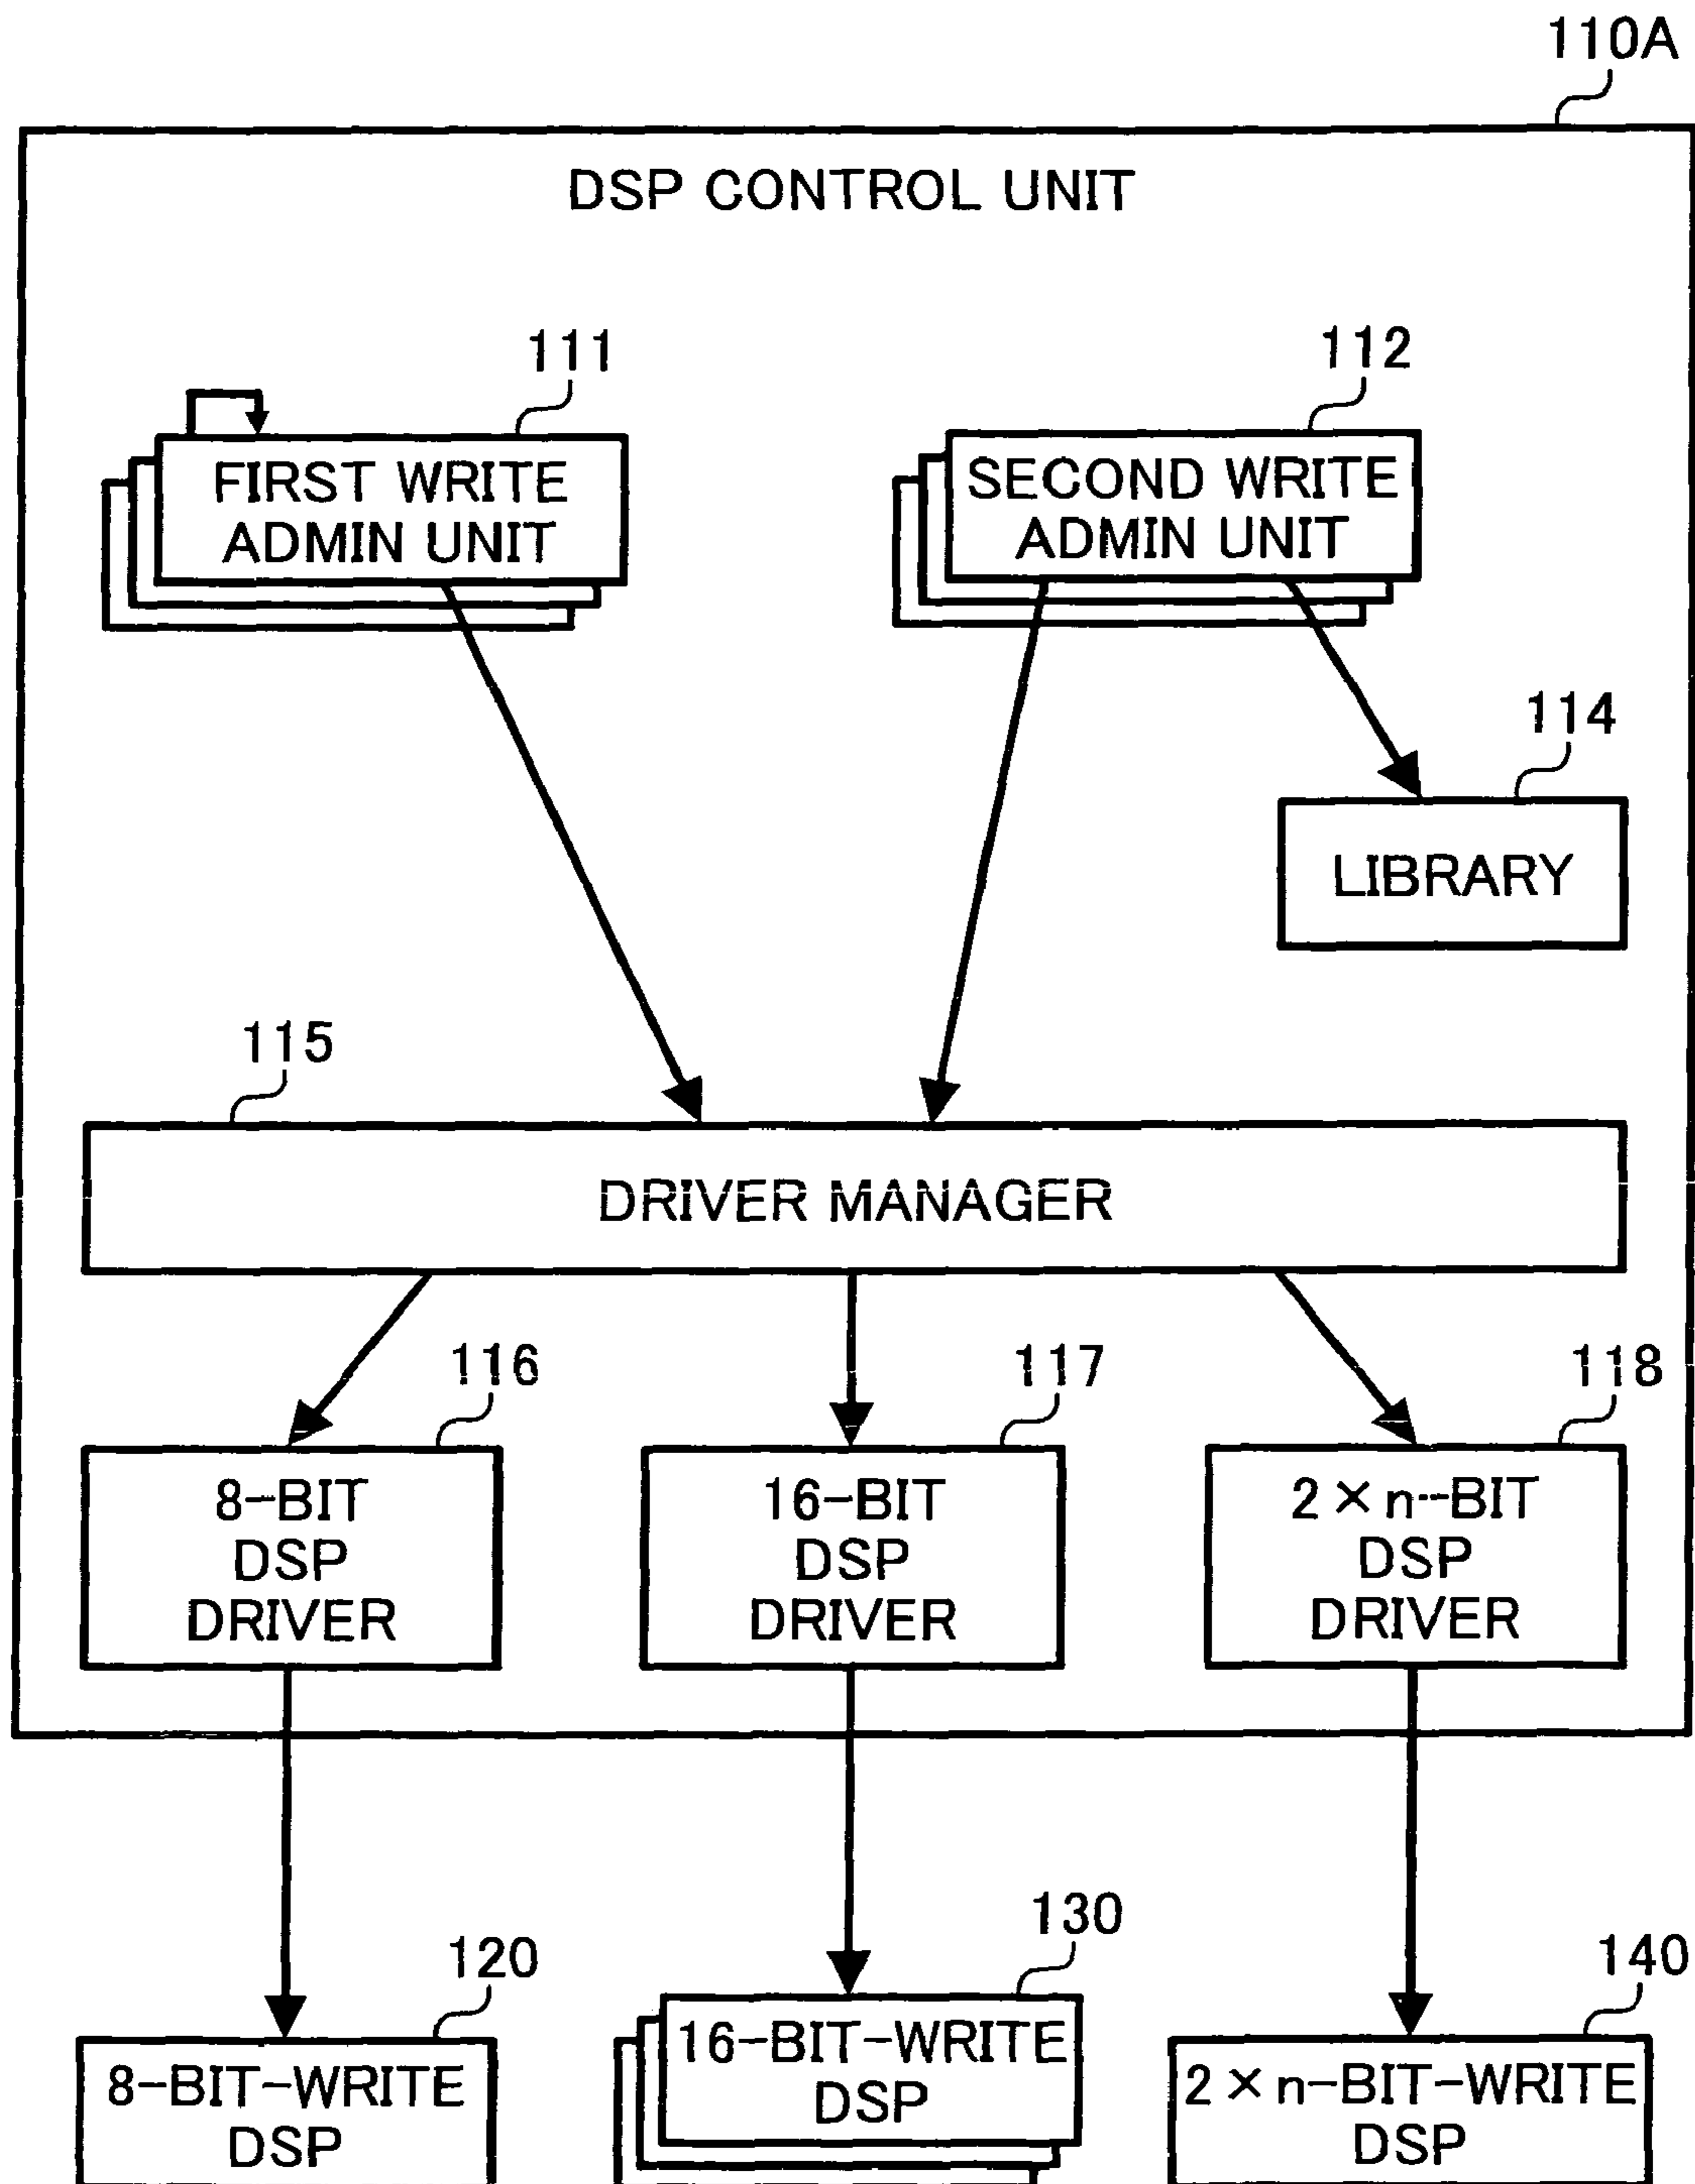 110A
DSP CONTROL UNIT
111
112
FIRST WRITE
ADMIN UNIT
SECOND WRITE
ADMIN UNIT
114
LIBRARY
115
DRIVER MANAGER
116
117
118
8-BIT
DSP
DRIVER
16-BIT
DSP
DRIVER
2×n-BIT
DSP
DRIVER
120
130
140
8-BIT-WRITE
DSP
16-BIT-WRITE
DSP
2×n-BIT-WRITE
DSP